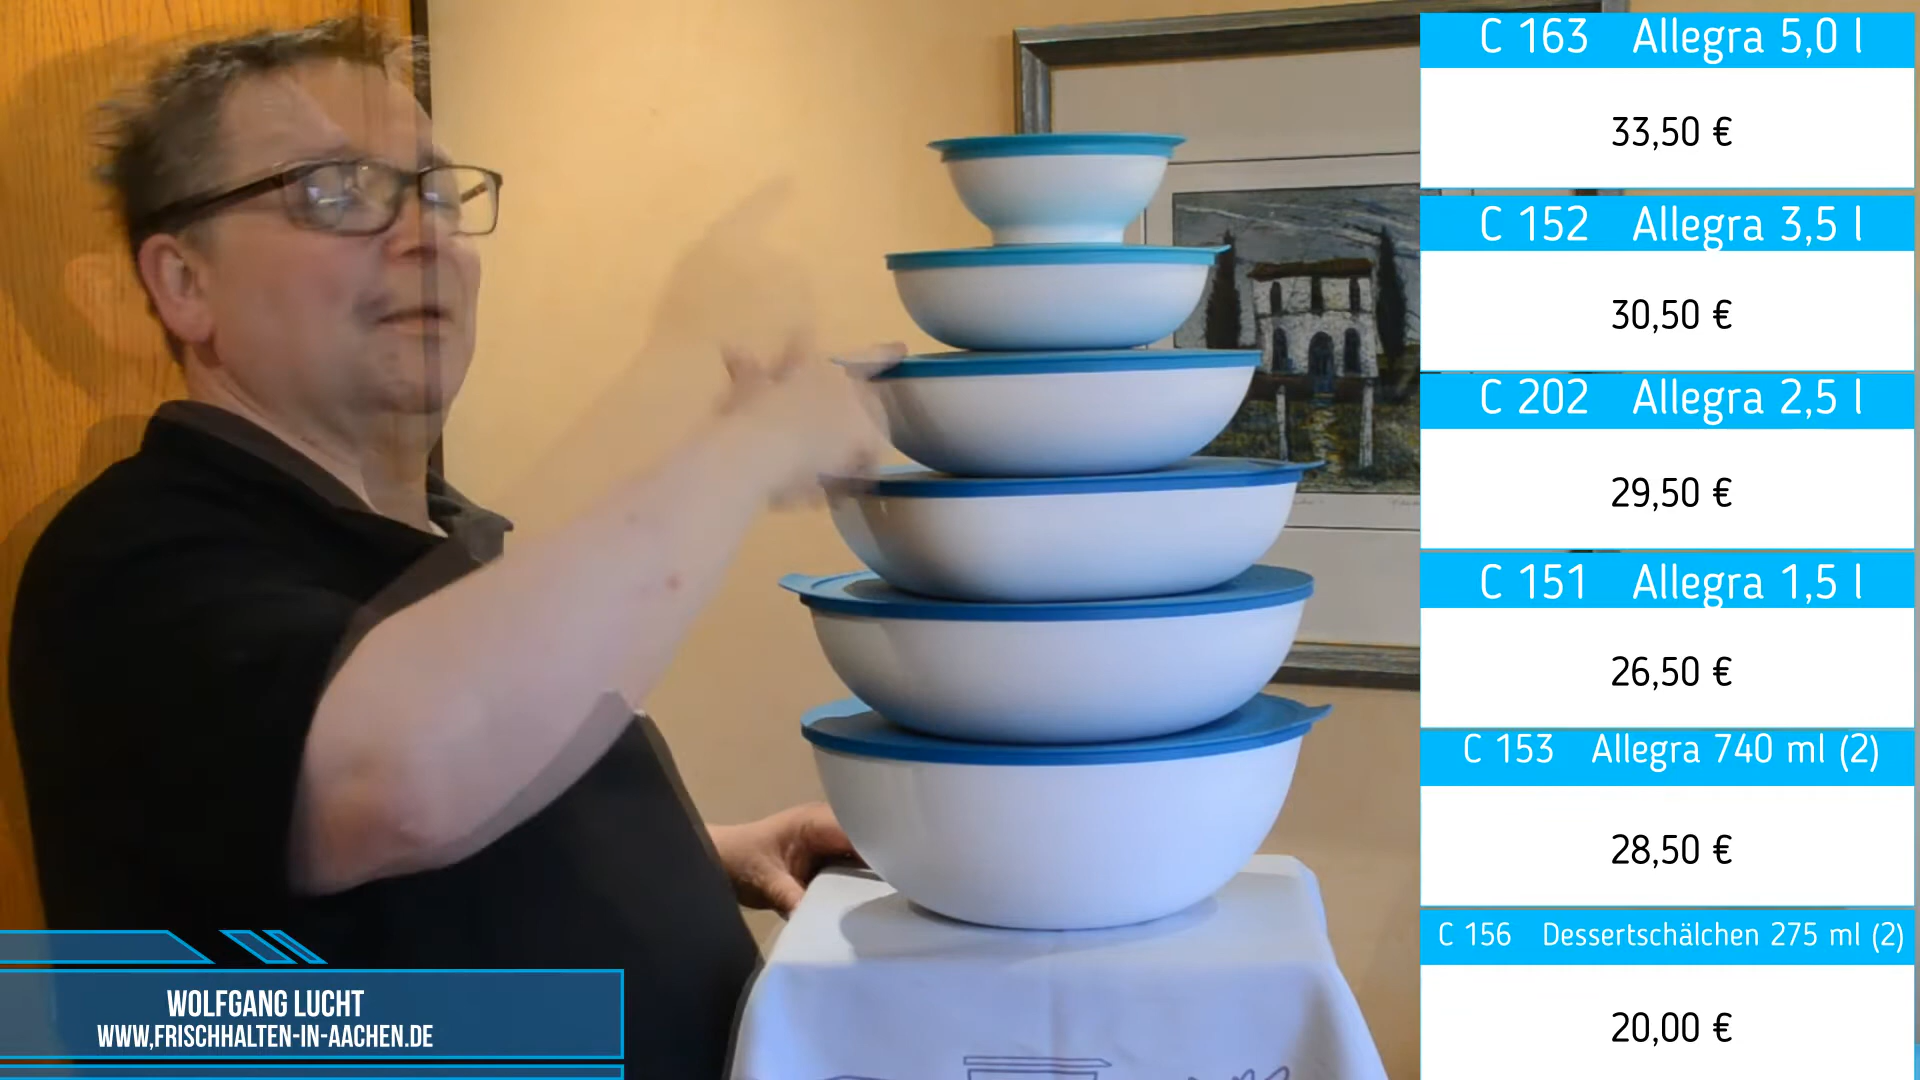 C 163 Allegra 5,0 l
33,50 €
C 152 Allegra 3,5 l
30,50 €
C 202 Allegra 2,5 l
29,50 €
C 151 Allegra 1,5 l
26,50 €
C 153 Allegra 740 ml (2)
28,50 €
C 156 Dessertschälchen 275 ml (2)
20,00 €
WOLFGANG LUCHT
WWW,FRISCHHALTEN-IN-AACHEN.DE